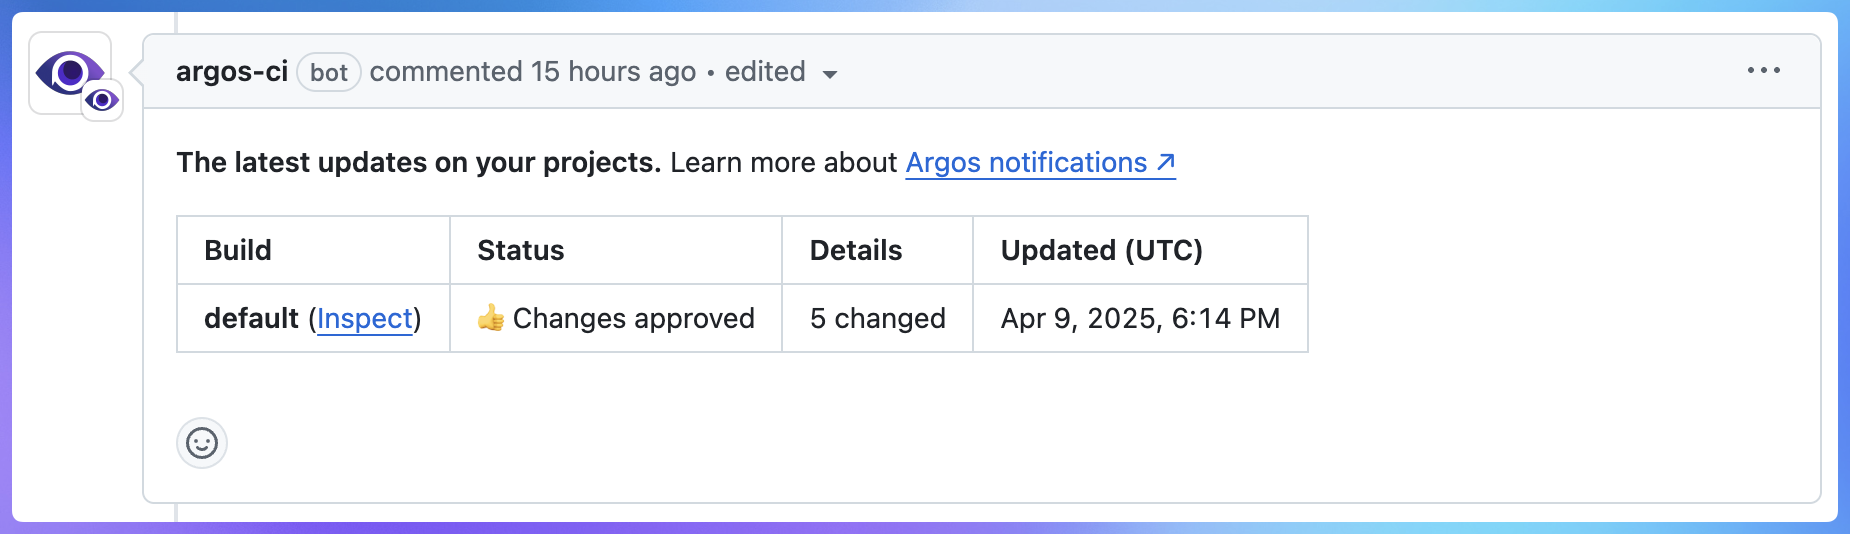 argos-ci bot commented 15 hours ago • edited
The latest updates on your projects. Learn more about Argos notifications ↗
Build Status Details Updated (UTC)
default (Inspect) 👍 Changes approved 5 changed Apr 9, 2025, 6:14 PM